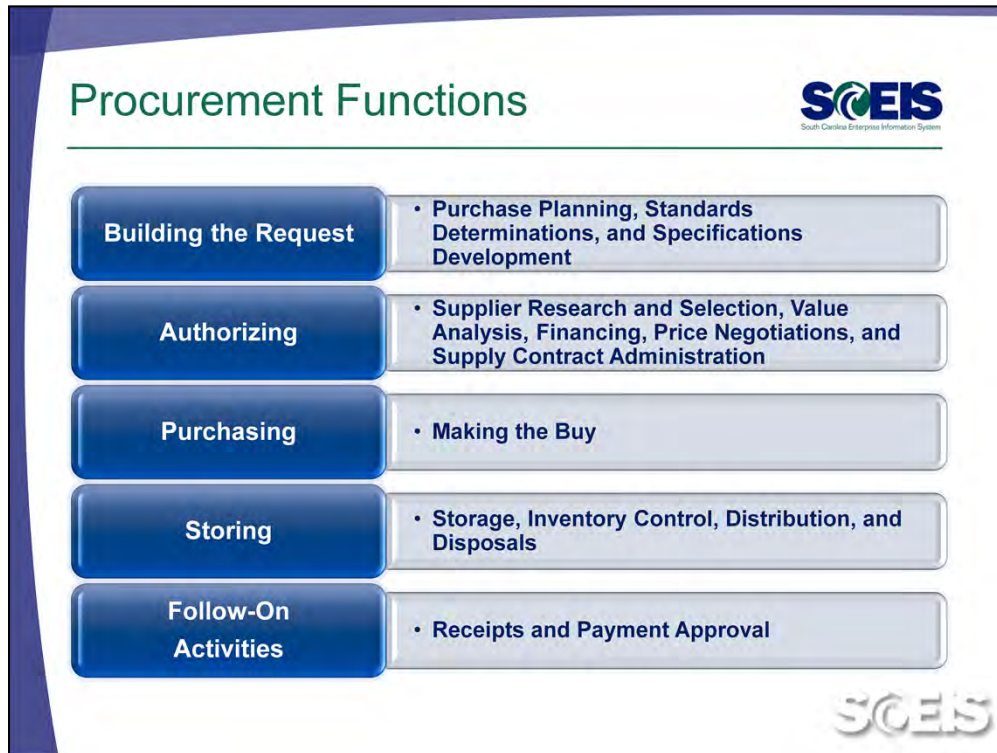 Procurement Functions
SCEIS
South Carolina Enterprise Information System
Building the Request
• Purchase Planning, Standards
Determinations, and Specifications
Development
Authorizing
• Supplier Research and Selection, Value
Analysis, Financing, Price Negotiations, and
Supply Contract Administration
Purchasing
• Making the Buy
Storing
• Storage, Inventory Control, Distribution, and
Disposals
Follow-On
Activities
• Receipts and Payment Approval
SCEIS